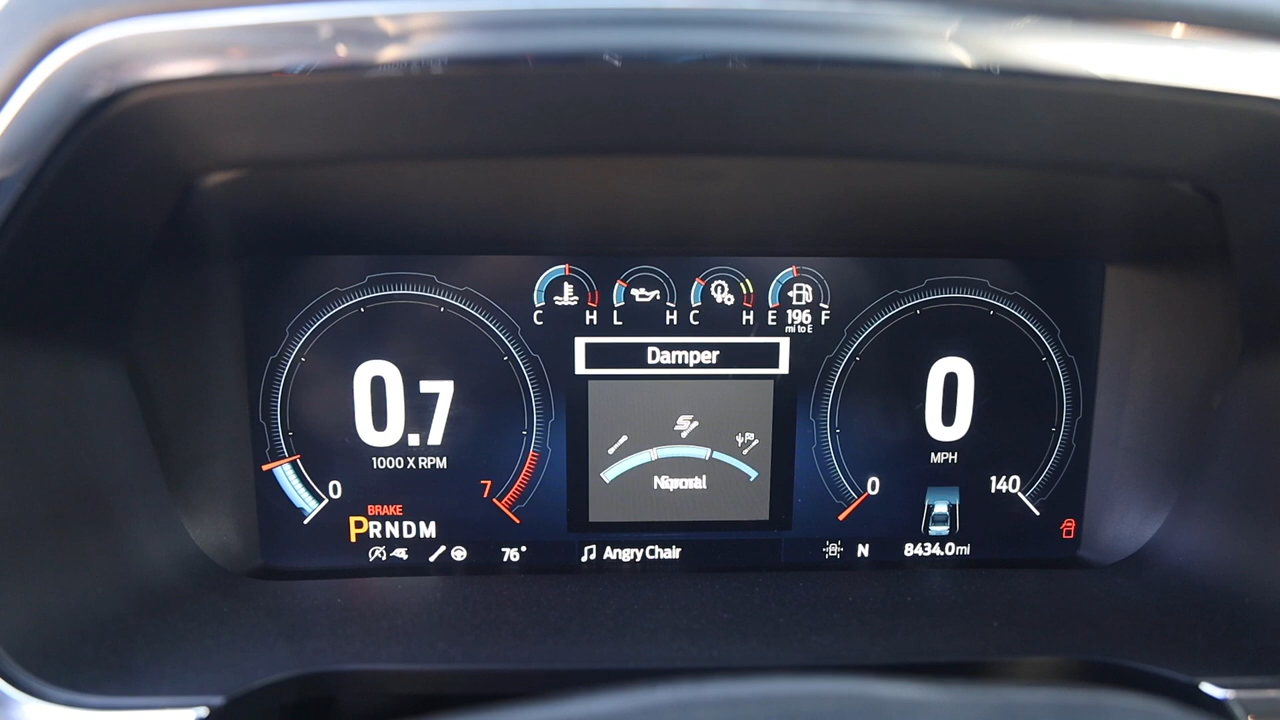 C H L H C H E 196 F
mi to E
Damper
0.7
1000 X RPM
0
MPH
0 7
0 140
BRAKE
PRNDM
76°
Angry Chair
N
8434.0mi